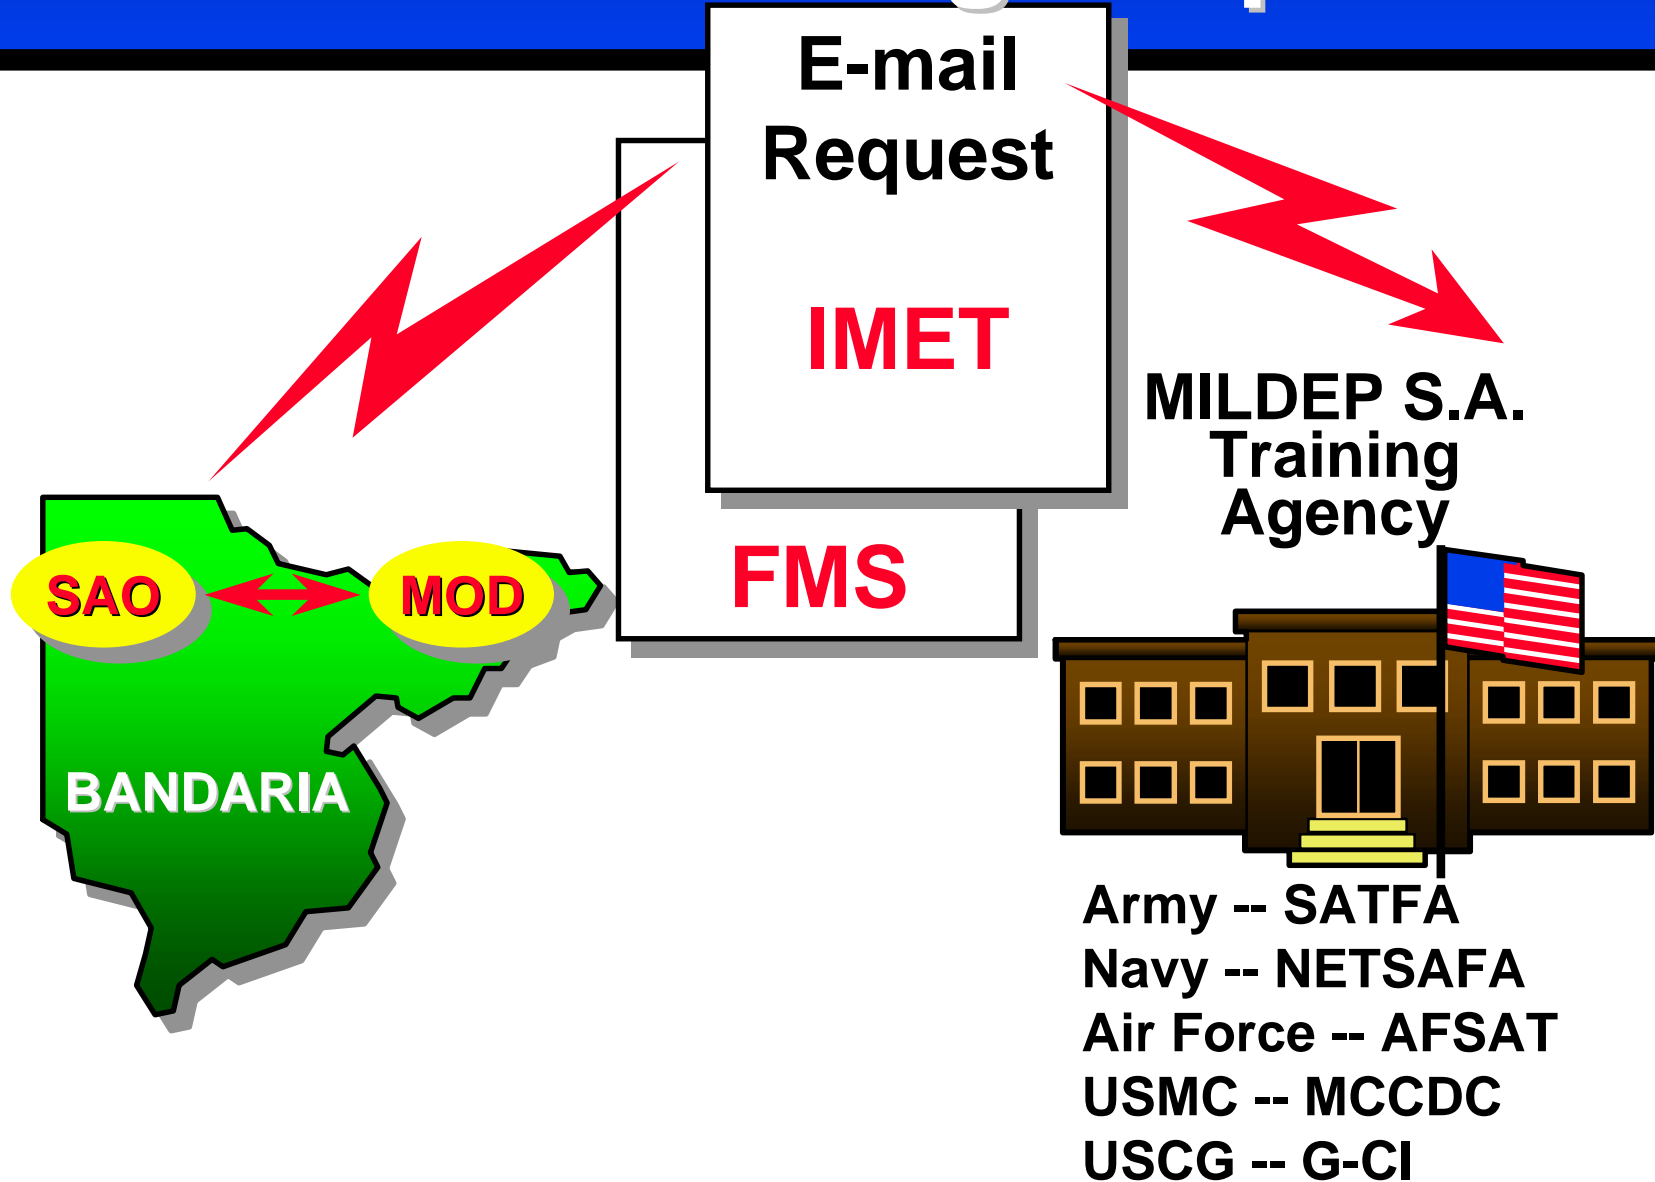 E-mail
Request
IMET
FMS
SAO
MOD
BANDARIA
MILDEP S.A.
Training
Agency
Army -- SATFA
Navy -- NETSAFA
Air Force -- AFSAT
USMC -- MCCDC
USCG -- G-CI